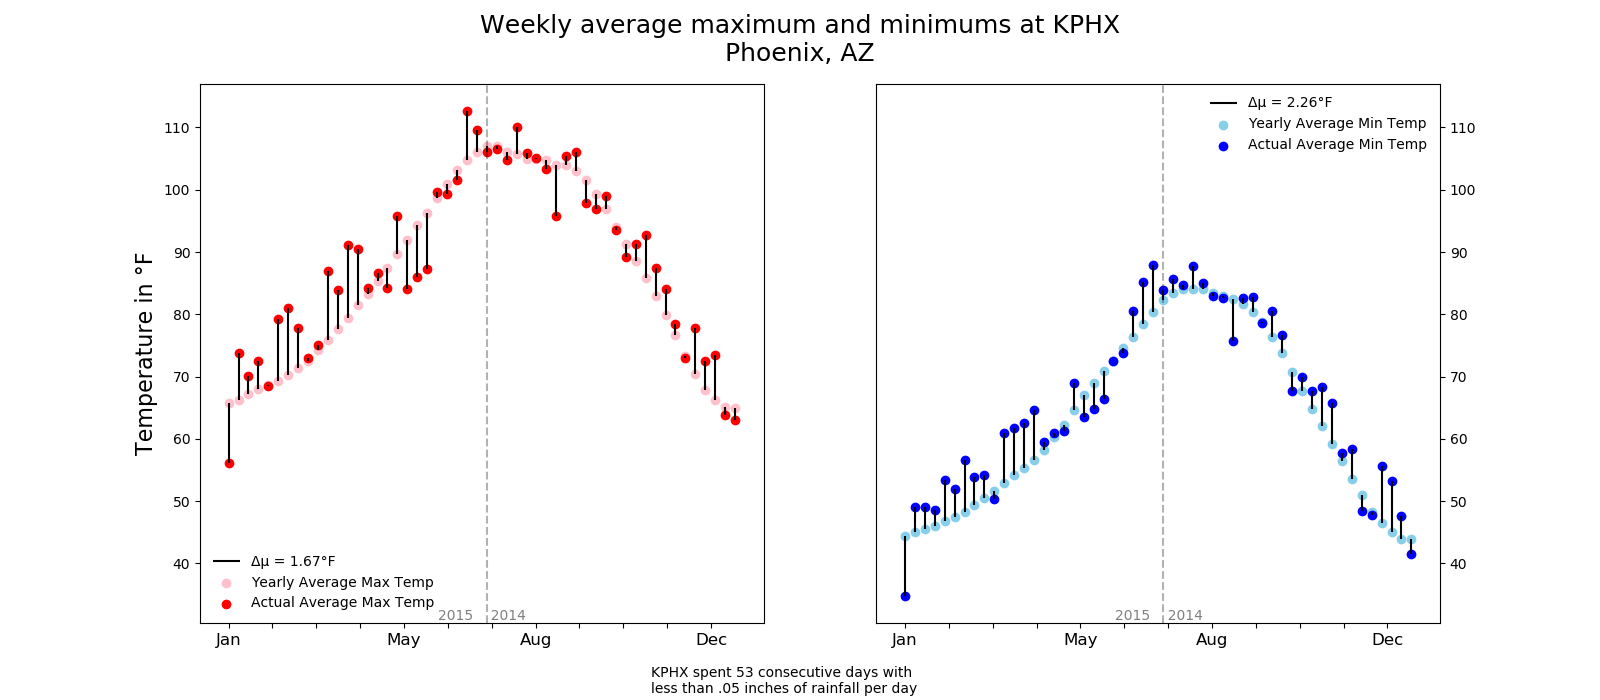 Weekly average maximum and minimums at KPHX
Phoenix, AZ
Temperature in °F
110
100
90
80
70
60
50
40
Δμ = 1.67°F
Yearly Average Max Temp
Actual Average Max Temp
2015 2014
Jan May Aug Dec
Δμ = 2.26°F
Yearly Average Min Temp
Actual Average Min Temp
110
100
90
80
70
60
50
40
2015 2014
Jan May Aug Dec
KPHX spent 53 consecutive days with
less than .05 inches of rainfall per day